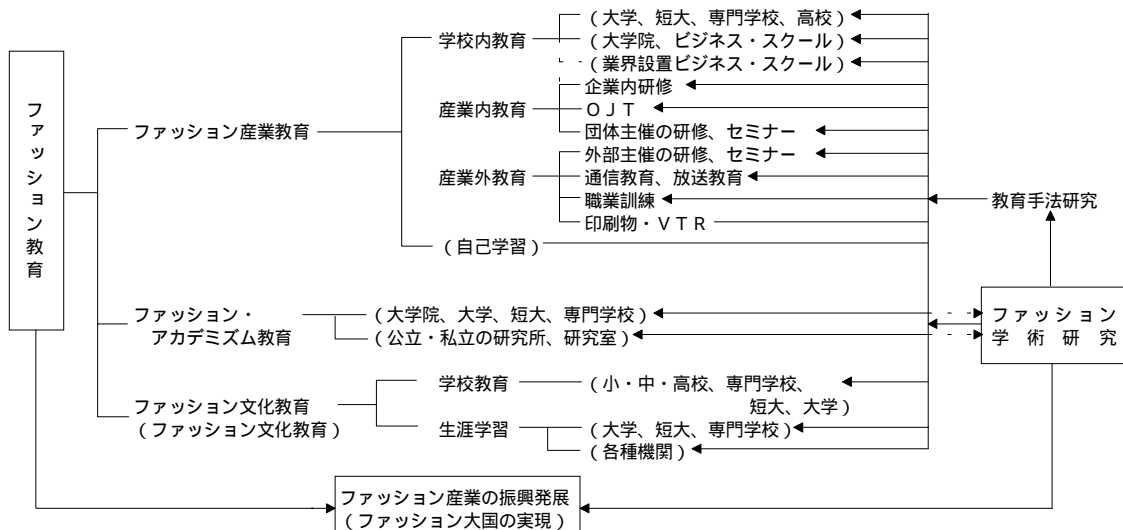 ファッション教育
ファッション産業教育
学校内教育
(大学、短大、専門学校、高校)
(大学院、ビジネス・スクール)
(業界設置ビジネス・スクール)
産業内教育
企業内研修
OJT
団体主催の研修、セミナー
産業外教育
外部主催の研修、セミナー
通信教育、放送教育
職業訓練
印刷物・VTR
(自己学習)
ファッション・
アカデミズム教育
(大学院、大学、短大、専門学校)
(公立・私立の研究所、研究室)
ファッション文化教育
(ファッション文化教育)
学校教育
(小・中・高校、専門学校、
短大、大学)
生涯学習
(大学、短大、専門学校)
(各種機関)
教育手法研究
ファッション
学術研究
ファッション産業の振興発展
(ファッション大国の実現)